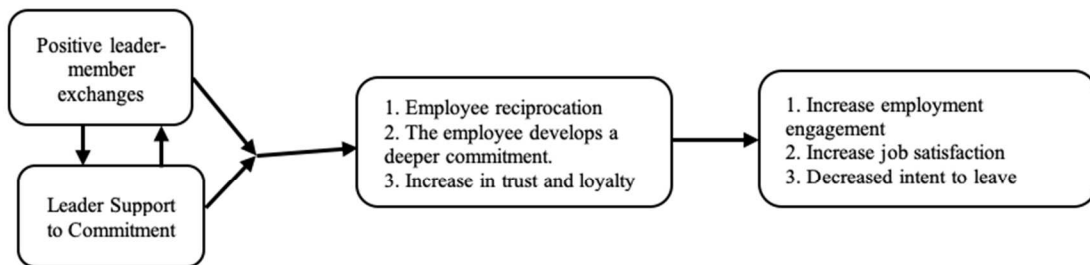 Positive leader-
member
exchanges
Leader Support
to Commitment
1. Employee reciprocation
2. The employee develops a
deeper commitment.
3. Increase in trust and loyalty
1. Increase employment
engagement
2. Increase job satisfaction
3. Decreased intent to leave